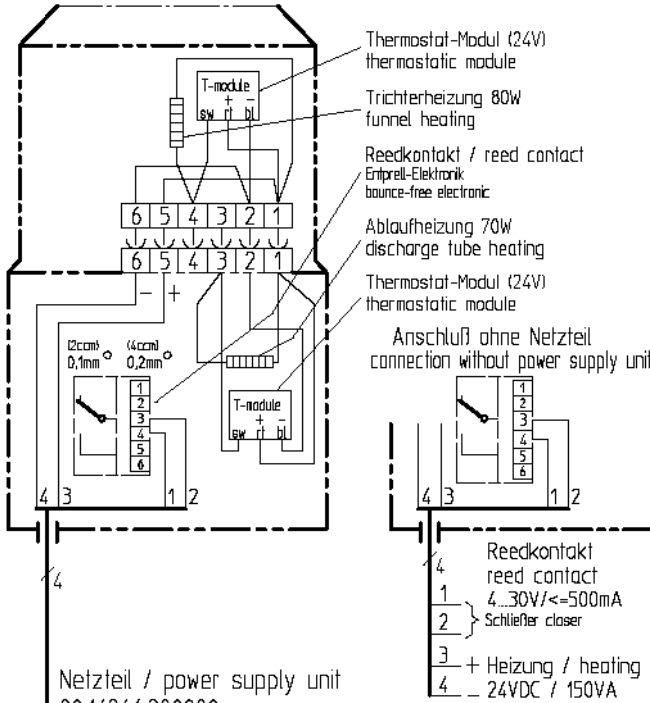 Thermostat-Modul (24V)
thermostatic module
T-module
+ −
sw rt bl
Trichterheizung 80W
funnel heating
Reedkontakt / reed contact
Entprell-Elektronik
bounce-free electronic
6 5 4 3 2 1
Ablaufheizung 70W
discharge tube heating
6 5 4 3 2 1
− +
Thermostat-Modul (24V)
thermostatic module
(2ccm) (4ccm)
0,1mm 0,2mm
1
2
3
4
5
6
T-module
+ −
sw rt bl
4 3 1 2
4
Netzteil / power supply unit
Anschluß ohne Netzteil
connection without power supply unit
1
2
3
4
5
6
4 3 1 2
4
Reedkontakt
reed contact
1 4...30V/<=500mA
2 Schließer closer
3 + Heizung / heating
4 − 24VDC / 150VA